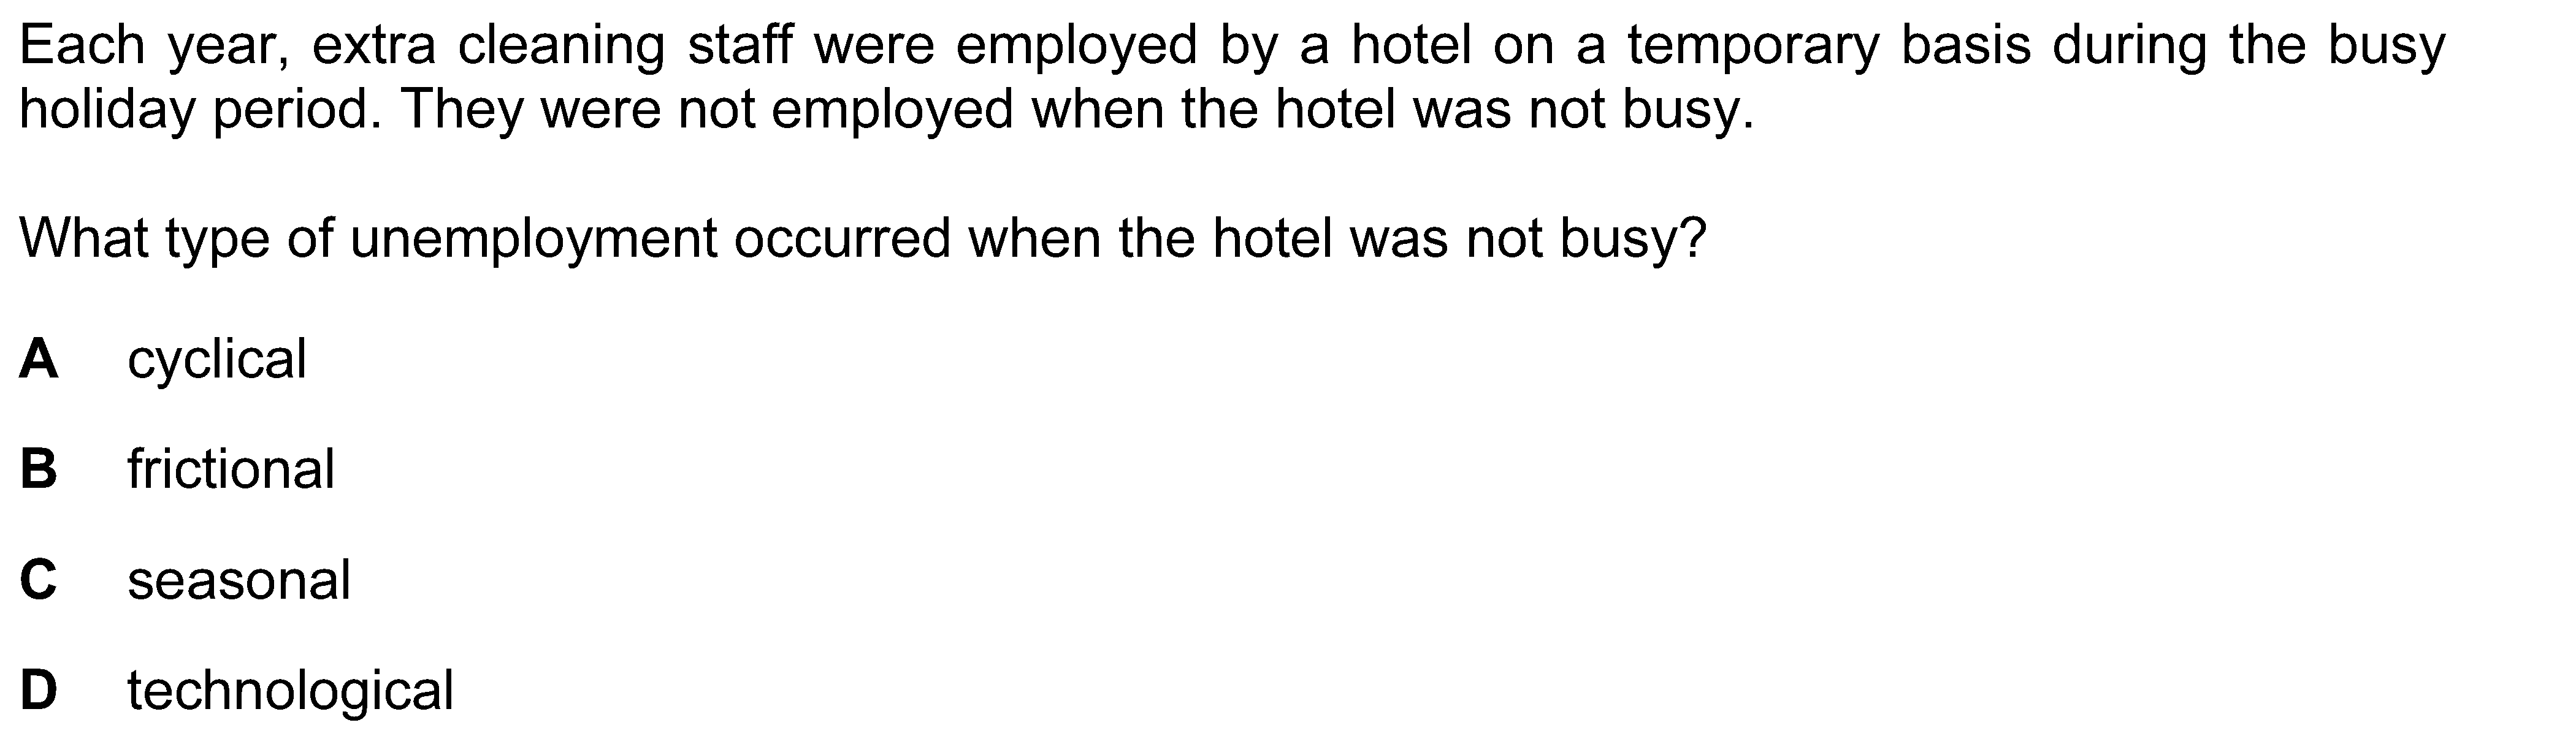 Each year, extra cleaning staff were employed by a hotel on a temporary basis during the busy
holiday period. They were not employed when the hotel was not busy.
What type of unemployment occurred when the hotel was not busy?
A cyclical
B frictional
C seasonal
D technological